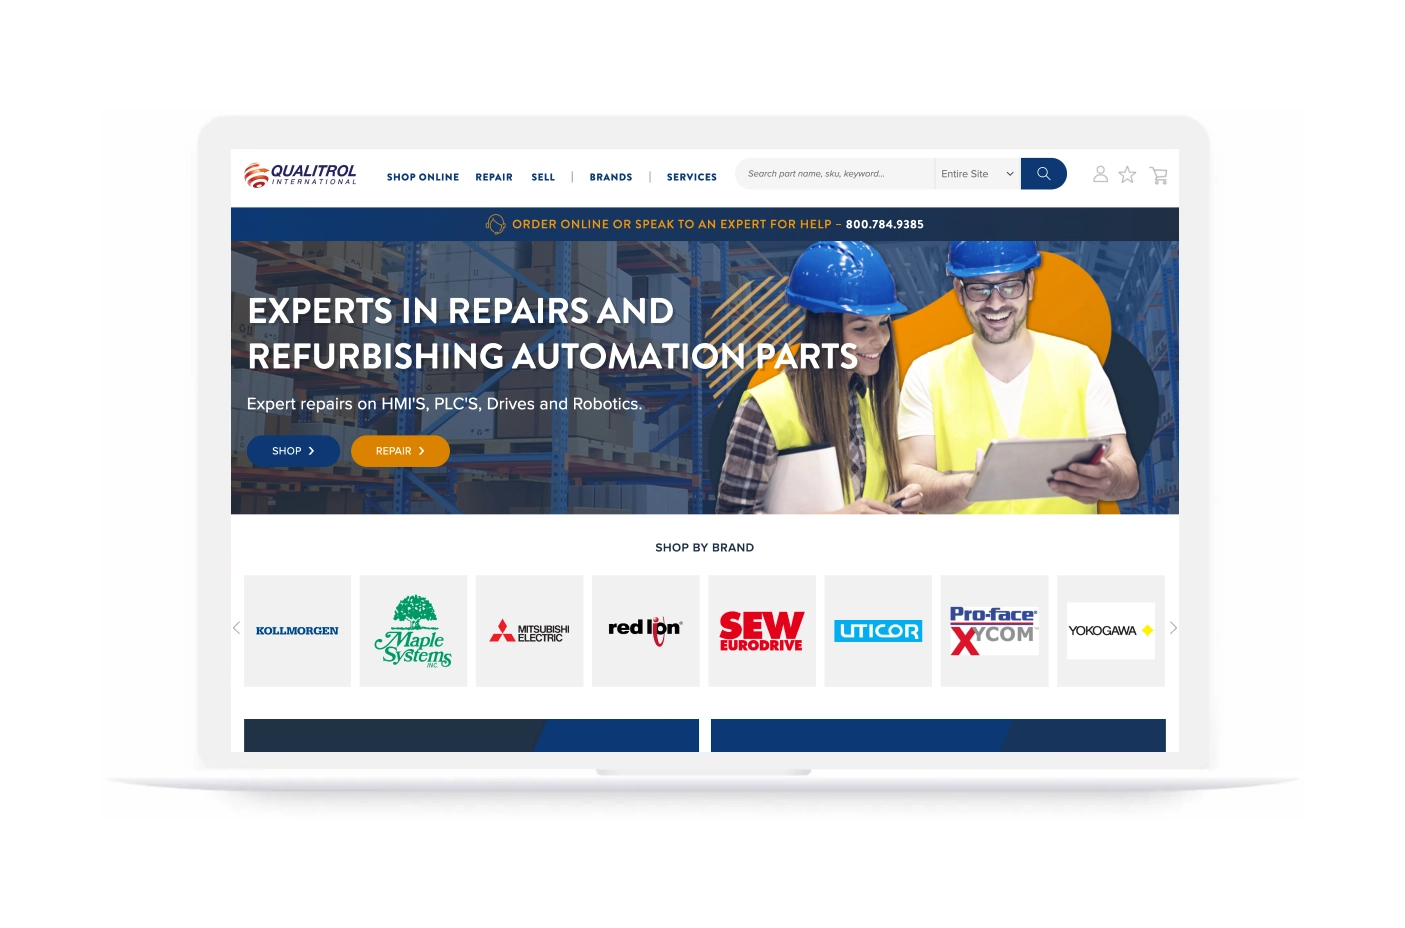 QUALITROL
INTERNATIONAL
SHOP ONLINE REPAIR SELL | BRANDS | SERVICES
Search part name, sku, keyword...
Entire Site
ORDER ONLINE OR SPEAK TO AN EXPERT FOR HELP – 800.784.9385
EXPERTS IN REPAIRS AND
REFURBISHING AUTOMATION PARTS
Expert repairs on HMI'S, PLC'S, Drives and Robotics.
SHOP
REPAIR
SHOP BY BRAND
KOLLMORGEN
Maple
Systems
INC.
MITSUBISHI
ELECTRIC
red lion®
SEW
EURODRIVE
UTICOR
Pro-face®
XYCOM™
YOKOGAWA